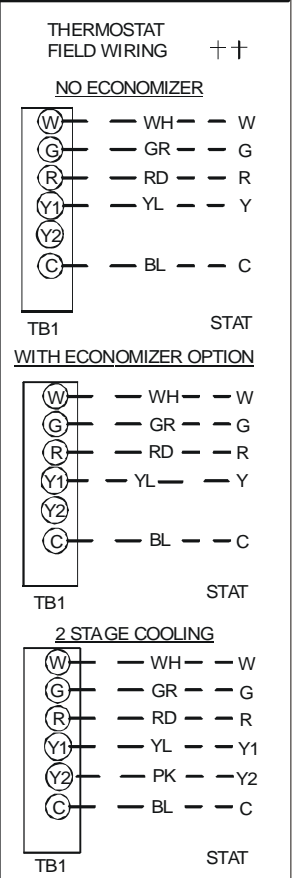 THERMOSTAT
FIELD WIRING ++
NO ECONOMIZER
W WH W
G GR G
R RD R
Y1 YL Y
Y2
C BL C
TB1 STAT
WITH ECONOMIZER OPTION
W WH W
G GR G
R RD R
Y1 YL Y
Y2
C BL C
TB1 STAT
2 STAGE COOLING
W WH W
G GR G
R RD R
Y1 YL Y1
Y2 PK Y2
C BL C
TB1 STAT